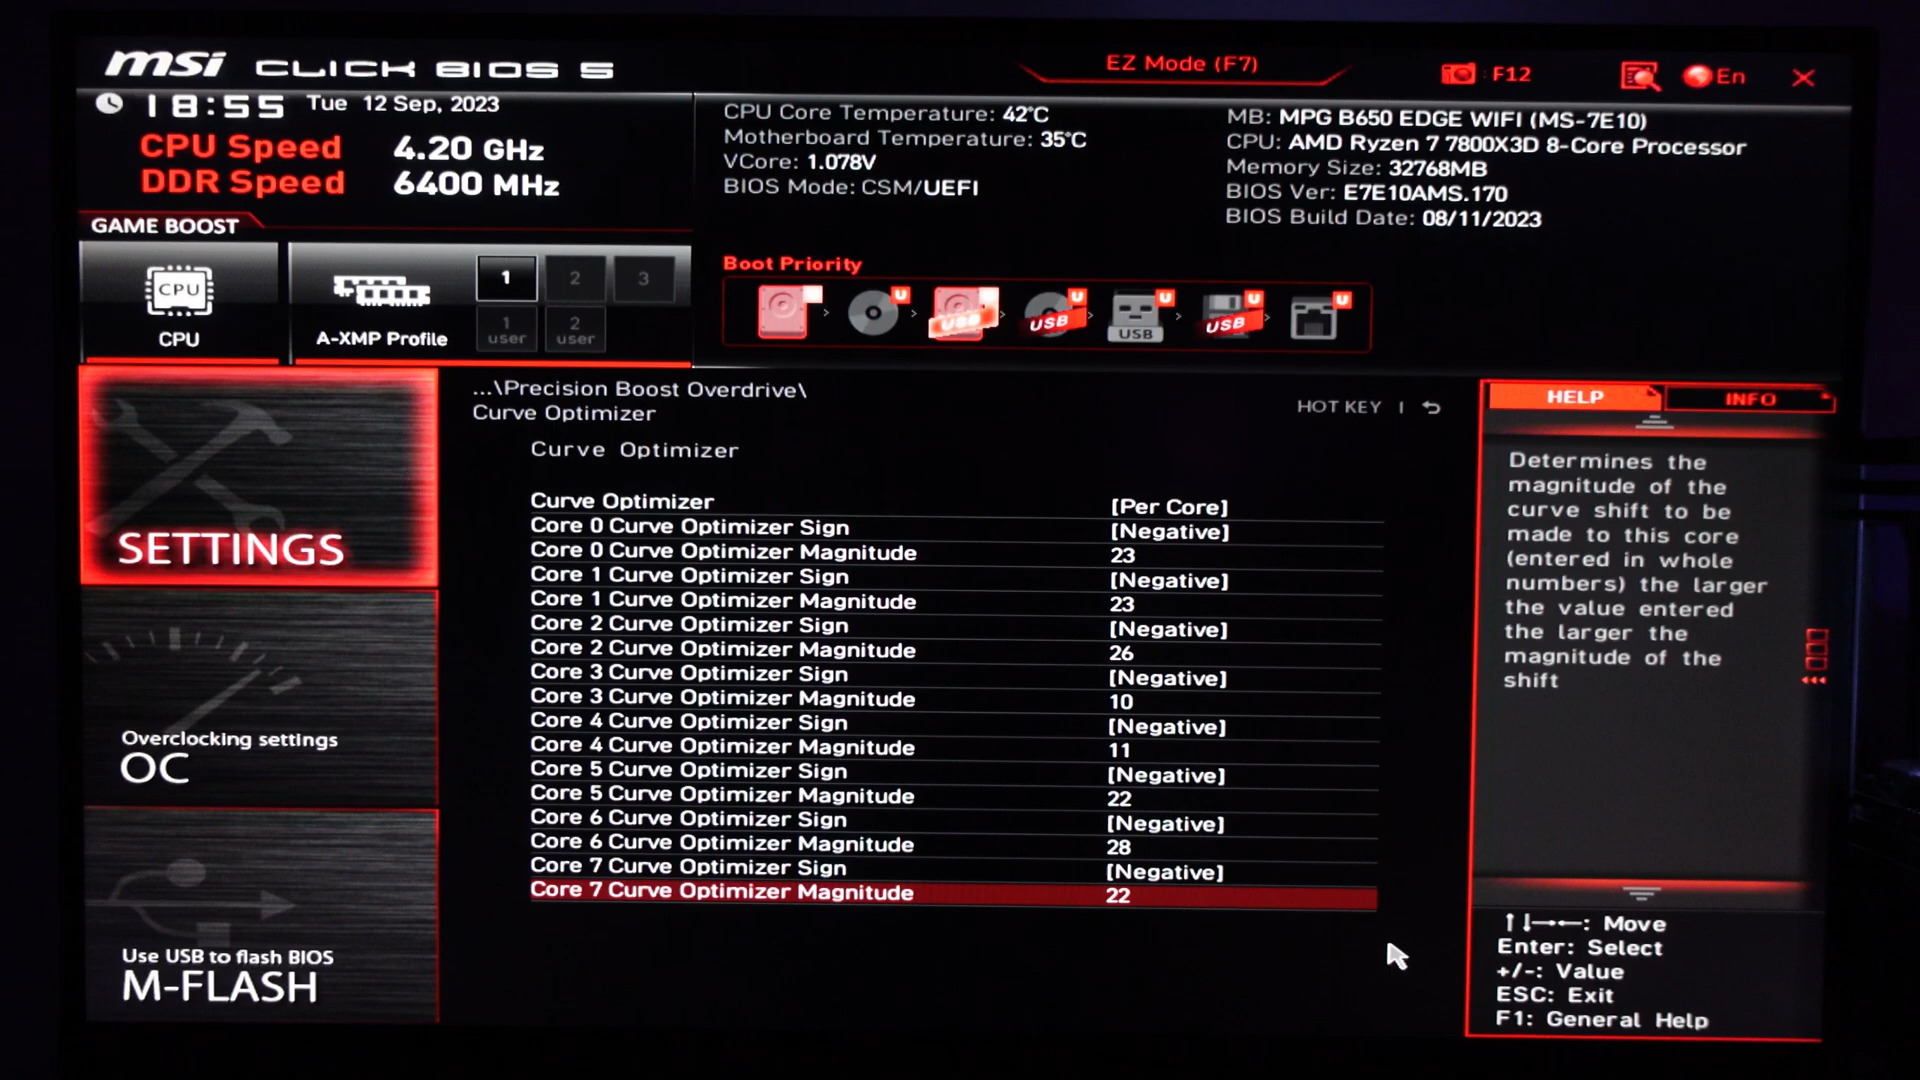 msi CLICK BIOS 5
EZ Mode (F7)
: F12
En
18:55 Tue 12 Sep, 2023
CPU Speed 4.20 GHz
DDR Speed 6400 MHz
CPU Core Temperature: 42°C
Motherboard Temperature: 35°C
VCore: 1.078V
BIOS Mode: CSM/UEFI
MB: MPG B650 EDGE WIFI (MS-7E10)
CPU: AMD Ryzen 7 7800X3D 8-Core Processor
Memory Size: 32768MB
BIOS Ver: E7E10AMS.170
BIOS Build Date: 08/11/2023
GAME BOOST
CPU
CPU
A-XMP Profile
1 2 3
1 user
2 user
Boot Priority
U
USB
USB U
USB U
USB U
U
SETTINGS
Overclocking settings
OC
Use USB to flash BIOS
M-FLASH
...\Precision Boost Overdrive\
Curve Optimizer
HOT KEY |
Curve Optimizer
Curve Optimizer [Per Core]
Core 0 Curve Optimizer Sign [Negative]
Core 0 Curve Optimizer Magnitude 23
Core 1 Curve Optimizer Sign [Negative]
Core 1 Curve Optimizer Magnitude 23
Core 2 Curve Optimizer Sign [Negative]
Core 2 Curve Optimizer Magnitude 26
Core 3 Curve Optimizer Sign [Negative]
Core 3 Curve Optimizer Magnitude 10
Core 4 Curve Optimizer Sign [Negative]
Core 4 Curve Optimizer Magnitude 11
Core 5 Curve Optimizer Sign [Negative]
Core 5 Curve Optimizer Magnitude 22
Core 6 Curve Optimizer Sign [Negative]
Core 6 Curve Optimizer Magnitude 28
Core 7 Curve Optimizer Sign [Negative]
Core 7 Curve Optimizer Magnitude 22
HELP INFO
Determines the
magnitude of the
curve shift to be
made to this core
(entered in whole
numbers) the larger
the value entered
the larger the
magnitude of the
shift
↑↓→←: Move
Enter: Select
+/-: Value
ESC: Exit
F1: General Help